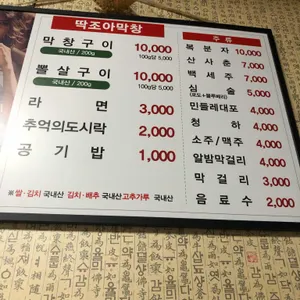 딱조아막창
막창구이 10,000
국내산 / 200g 100g당 5,000
뽈살구이 10,000
국내산 / 200g 100g당 5,000
라면 3,000
추억의도시락 2,000
공기밥 1,000
※쌀·김치 국내산 김치·배추 국내산 고추가루 국내산
주류
복분자 10,000
산사춘 7,000
백세주 7,000
심술 5,000
민들레대포 4,000
청하 4,000
소주/맥주 4,000
알밤막걸리 4,000
막걸리 3,000
음료수 2,000